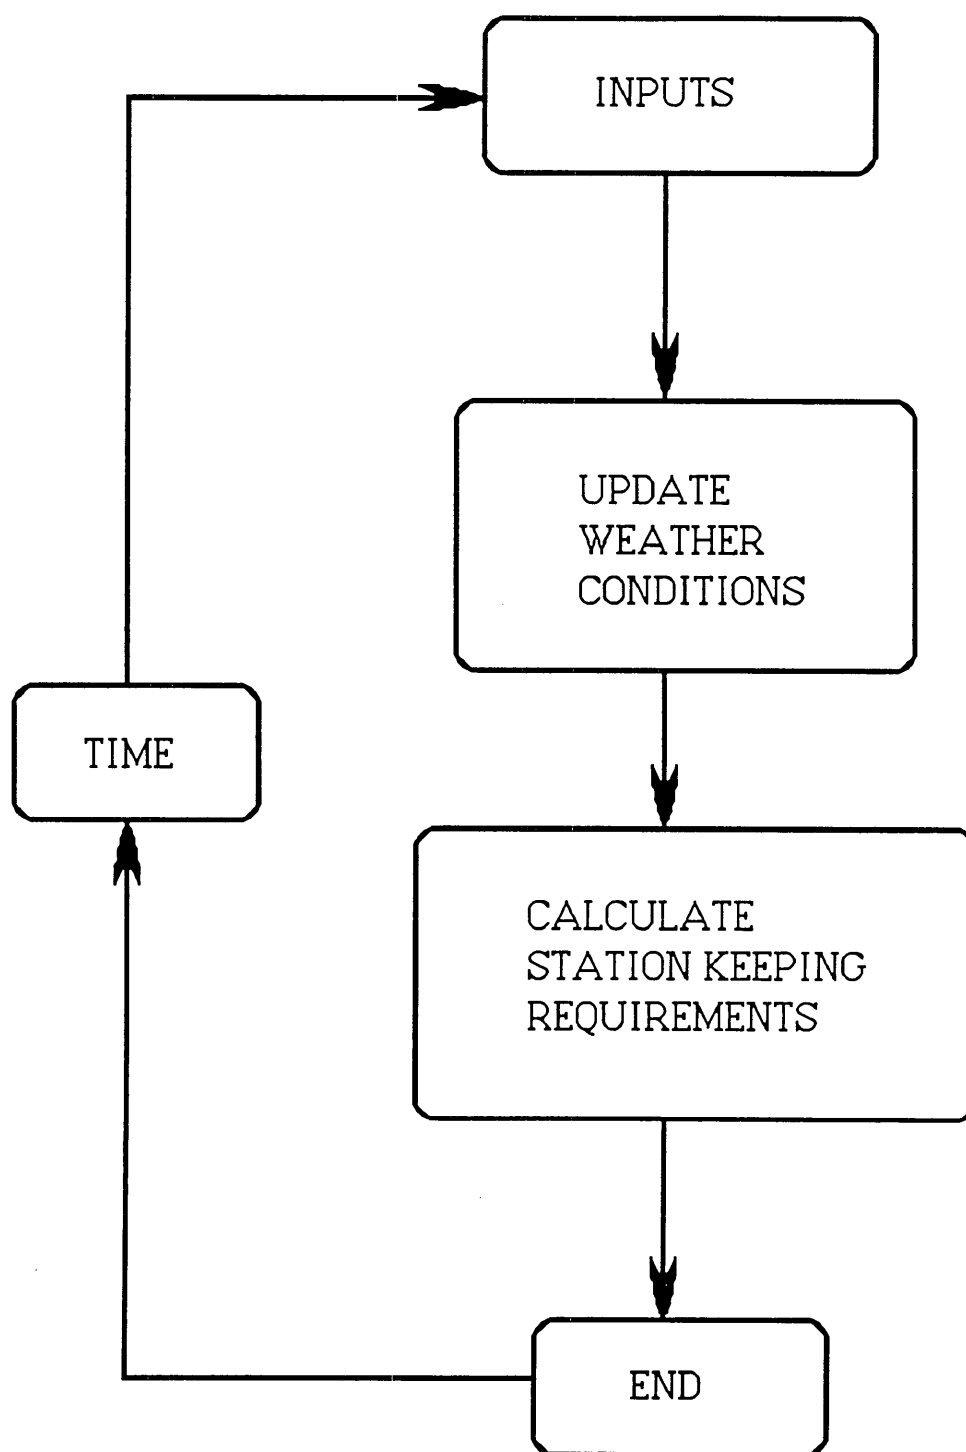 INPUTS
UPDATE
WEATHER
CONDITIONS
TIME
CALCULATE
STATION KEEPING
REQUIREMENTS
END